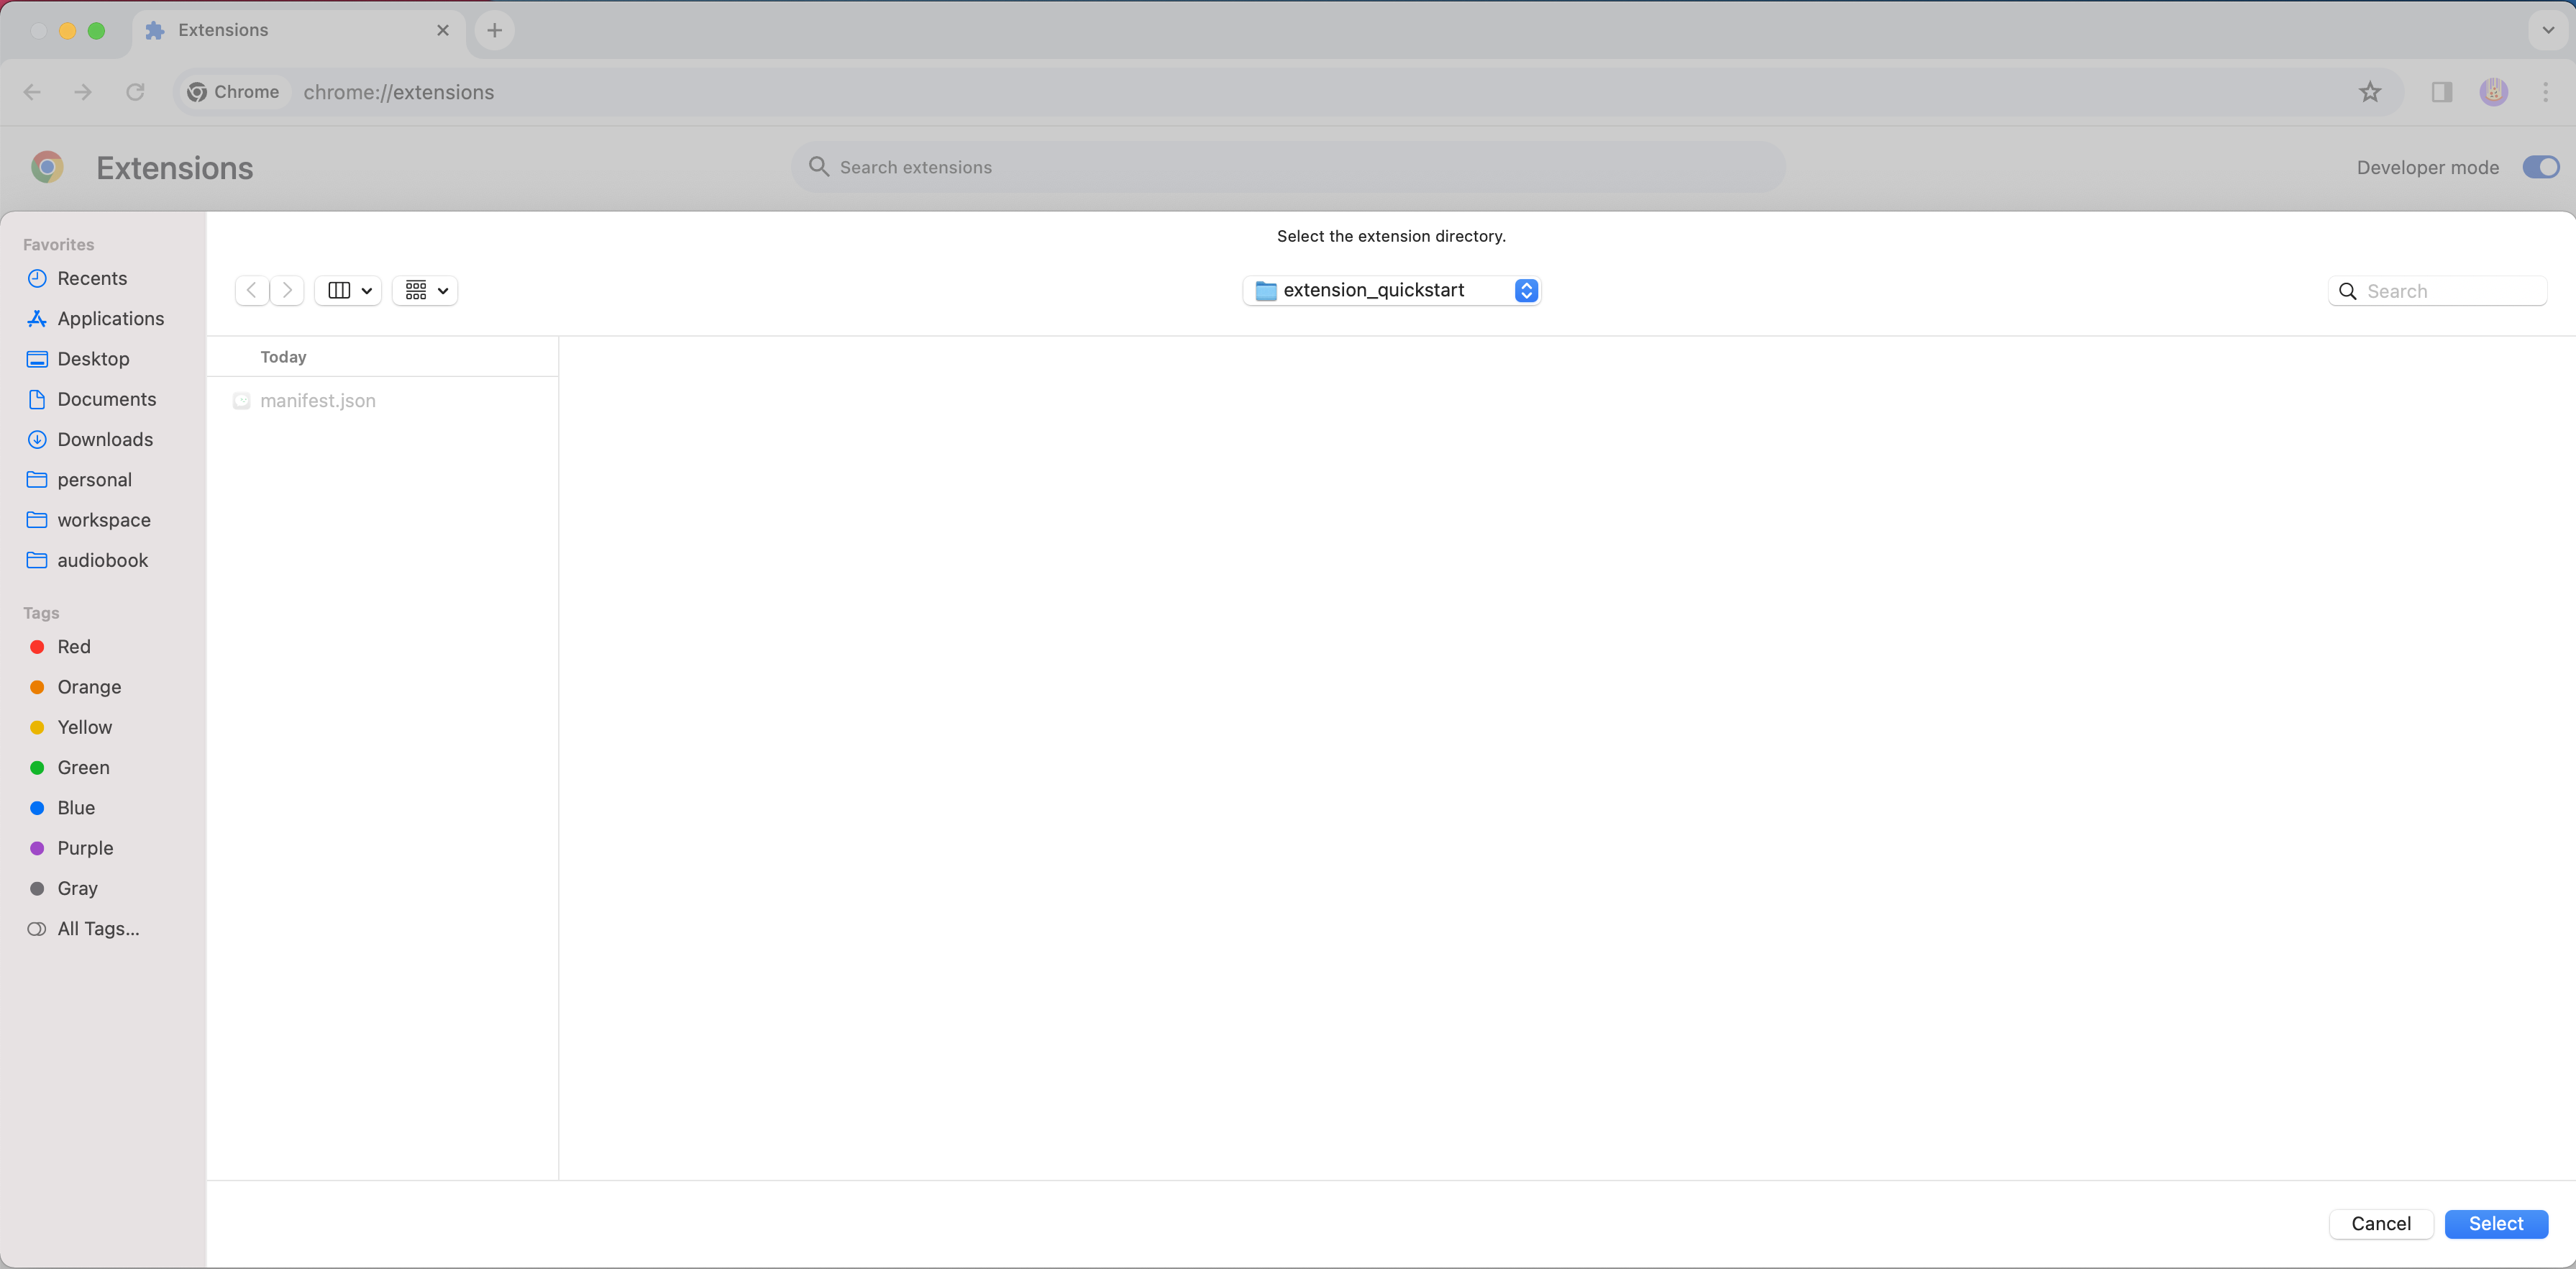 Extensions
Chrome chrome://extensions
Extensions
Search extensions
Developer mode
Select the extension directory.
extension_quickstart
Search
Favorites
Recents
Applications
Desktop
Documents
Downloads
personal
workspace
audiobook
Tags
Red
Orange
Yellow
Green
Blue
Purple
Gray
All Tags...
Today
manifest.json
Cancel
Select